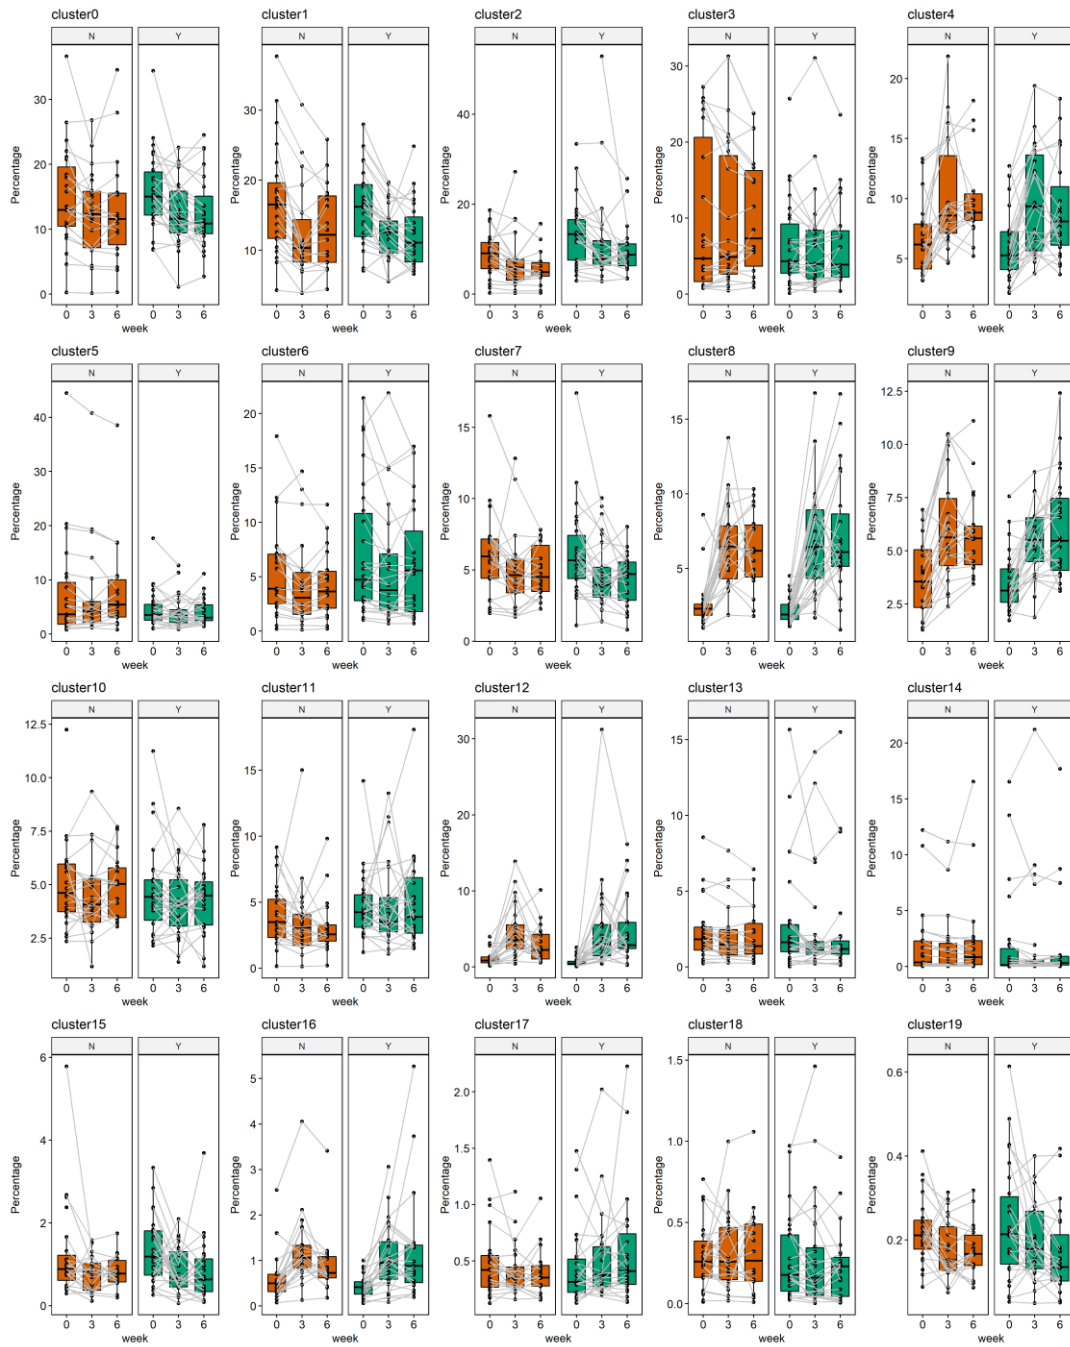 cluster0 cluster1 cluster2 cluster3 cluster4
N Y N Y N Y N Y N Y
Percentage Percentage Percentage Percentage Percentage
30 30 40 30 20
20 20 20 20 15
10 10 0 10 10
0 0 5
0 3 6 0 3 6 0 3 6 0 3 6 0 3 6 0 3 6 0 3 6 0 3 6 0 3 6 0 3 6
week week week week week
cluster5 cluster6 cluster7 cluster8 cluster9
N Y N Y N Y N Y N Y
Percentage Percentage Percentage Percentage Percentage
40 20 15 15 12.5
30 15 10 10 10.0
20 10 5 5 7.5
10 5 0 5.0
0 0 2.5
0 3 6 0 3 6 0 3 6 0 3 6 0 3 6 0 3 6 0 3 6 0 3 6 0 3 6 0 3 6
week week week week week
cluster10 cluster11 cluster12 cluster13 cluster14
N Y N Y N Y N Y N Y
Percentage Percentage Percentage Percentage Percentage
12.5 15 30 15 20
10.0 10 20 10 15
7.5 5 10 5 10
5.0 0 0 0 5
2.5 0
0 3 6 0 3 6 0 3 6 0 3 6 0 3 6 0 3 6 0 3 6 0 3 6 0 3 6 0 3 6
week week week week week
cluster15 cluster16 cluster17 cluster18 cluster19
N Y N Y N Y N Y N Y
Percentage Percentage Percentage Percentage Percentage
6 5 2.0 1.5 0.6
4 4 1.5 1.0 0.4
2 3 1.0 0.5 0.2
0 2 0.5 0.0
1
0
0 3 6 0 3 6 0 3 6 0 3 6 0 3 6 0 3 6 0 3 6 0 3 6 0 3 6 0 3 6
week week week week week